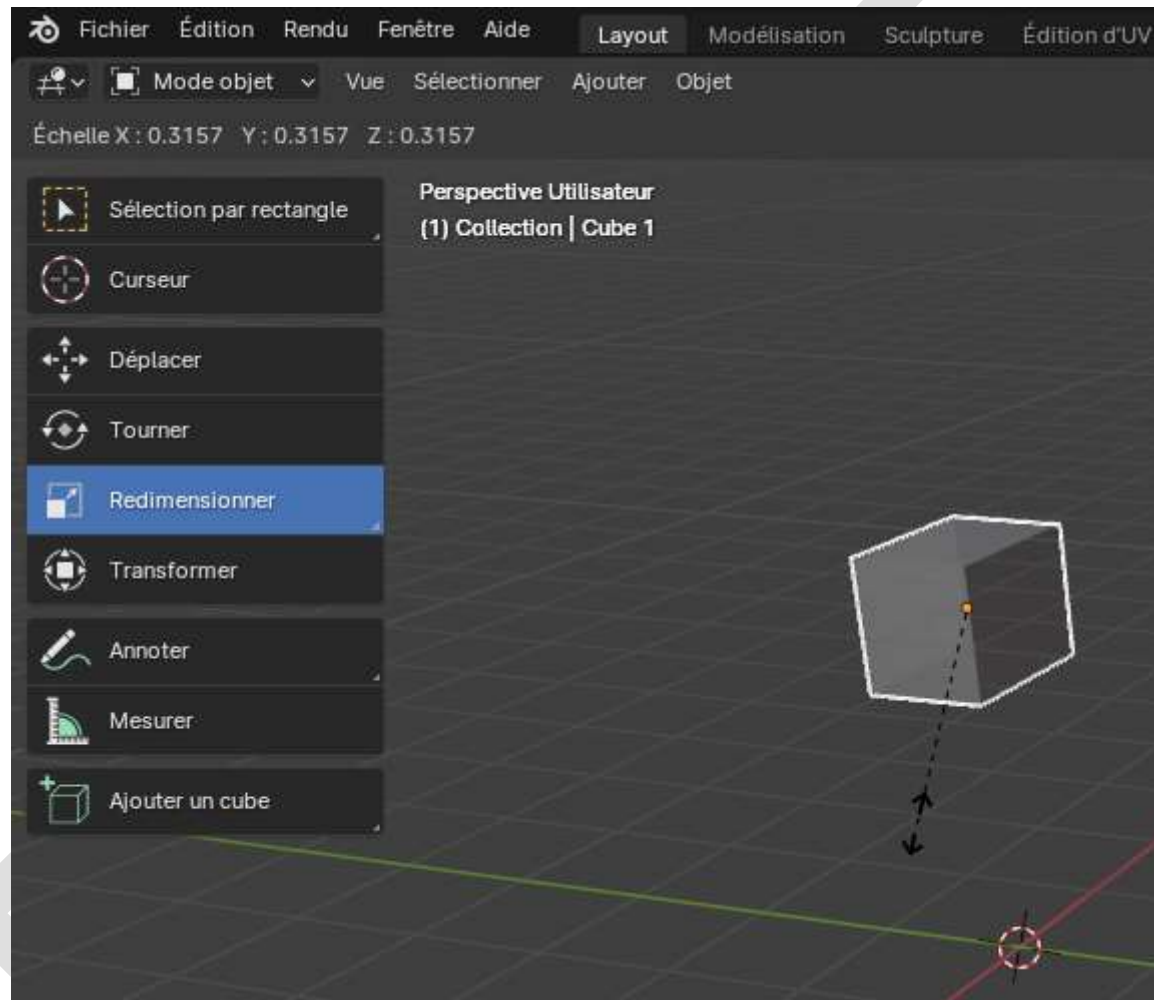 Fichier Édition Rendu Fenêtre Aide Layout Modélisation Sculpture Édition d'UV
Mode objet Vue Sélectionner Ajouter Objet
Échelle X : 0.3157 Y : 0.3157 Z : 0.3157
Perspective Utilisateur
(1) Collection | Cube 1
Sélection par rectangle
Curseur
Déplacer
Tourner
Redimensionner
Transformer
Annoter
Mesurer
Ajouter un cube